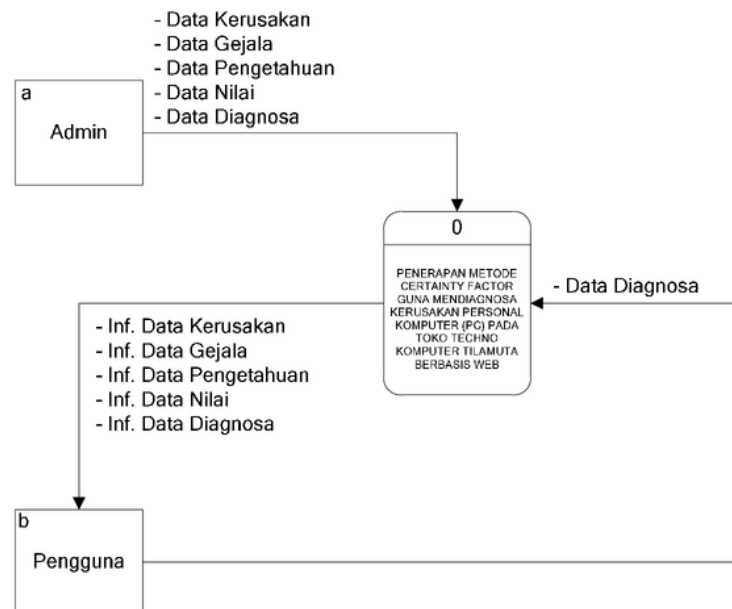 - Data Kerusakan
- Data Gejala
- Data Pengetahuan
- Data Nilai
- Data Diagnosa
a
Admin
0
PENERAPAN METODE
CERTAINTY FACTOR
GUNA MENDIAGNOSA
KERUSAKAN PERSONAL
KOMPUTER (PC) PADA
TOKO TECHNO
KOMPUTER TILAMUTA
BERBASIS WEB
- Data Diagnosa
- Inf. Data Kerusakan
- Inf. Data Gejala
- Inf. Data Pengetahuan
- Inf. Data Nilai
- Inf. Data Diagnosa
b
Pengguna